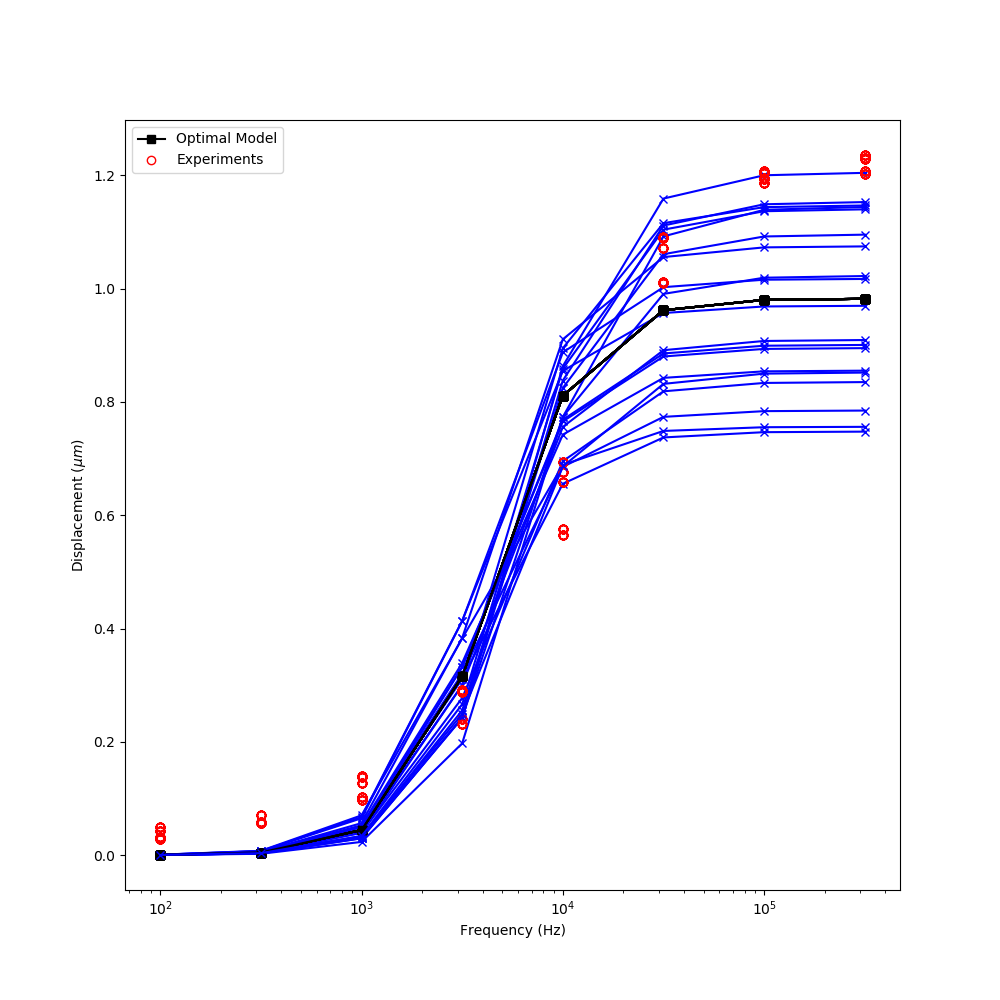 Optimal Model
Experiments
Displacement (μm)
1.2
1.0
0.8
0.6
0.4
0.2
0.0
10²
10³
10⁴
10⁵
Frequency (Hz)